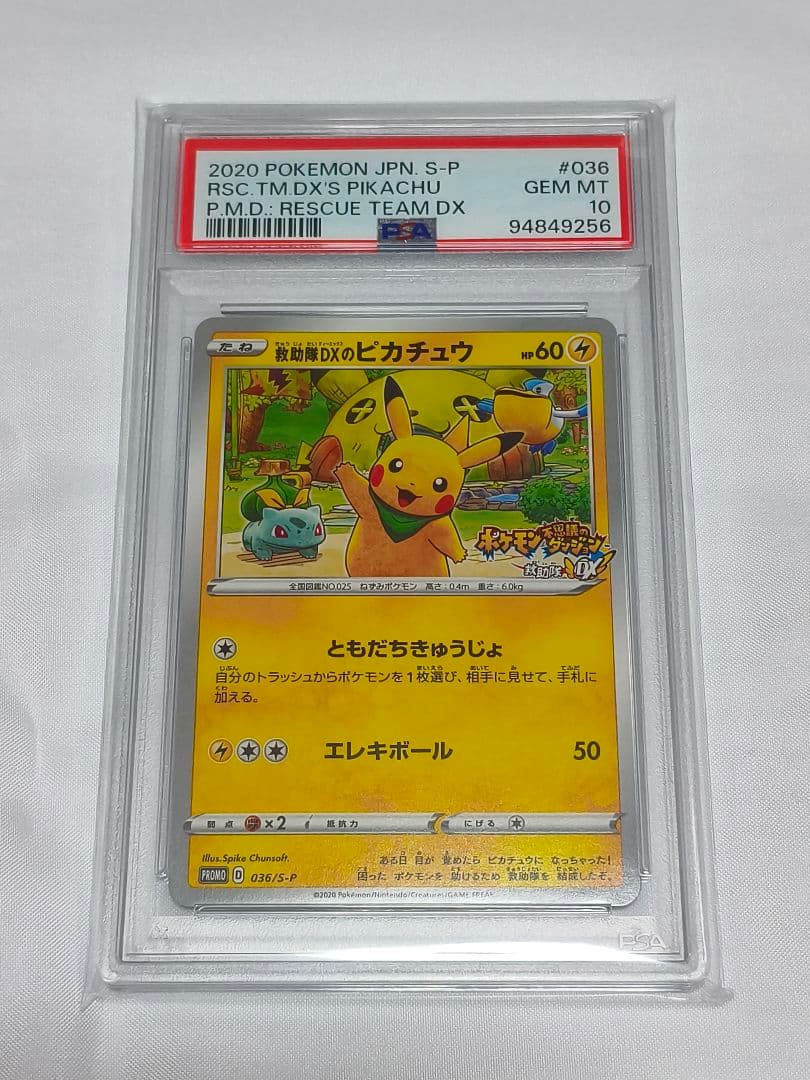 2020 POKEMON JPN. S-P #036
RSC.TM.DX'S PIKACHU GEM MT
P.M.D.: RESCUE TEAM DX 10
PSA 94849256
たね 救助隊DXのピカチュウ HP60
ポケモン不思議のダンジョン
救助隊DX
全国図鑑NO.025 ねずみポケモン 高さ:0.4m 重さ:6.0kg
ともだちきゅうじょ
自分のトラッシュからポケモンを1枚選び、相手に見せて、手札に
加える。
エレキボール 50
弱点 ×2 抵抗力 にげる
Illus.Spike Chunsoft.
ある日 目が 覚めたら ピカチュウに なっちゃった!
困った ポケモンを 助けるため 救助隊を 結成したぞ。
PROMO D 036/S-P
©2020 Pokémon/Nintendo/Creatures/GAME FREAK
PSA